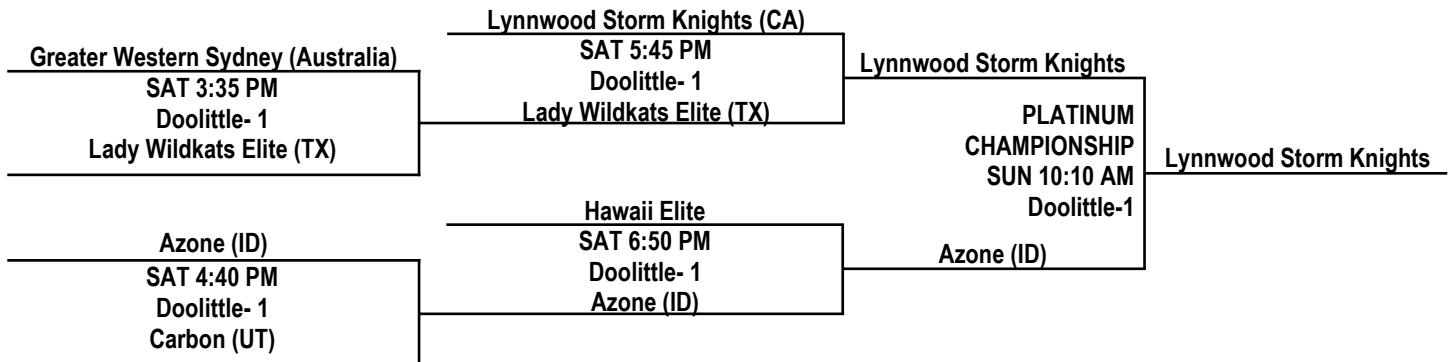 Greater Western Sydney (Australia)
SAT 3:35 PM
Doolittle- 1
Lady Wildkats Elite (TX)
Azone (ID)
SAT 4:40 PM
Doolittle- 1
Carbon (UT)
Lynnwood Storm Knights (CA)
SAT 5:45 PM
Doolittle- 1
Lady Wildkats Elite (TX)
Hawaii Elite
SAT 6:50 PM
Doolittle- 1
Azone (ID)
Lynnwood Storm Knights
PLATINUM
CHAMPIONSHIP
SUN 10:10 AM
Doolittle-1
Azone (ID)
Lynnwood Storm Knights